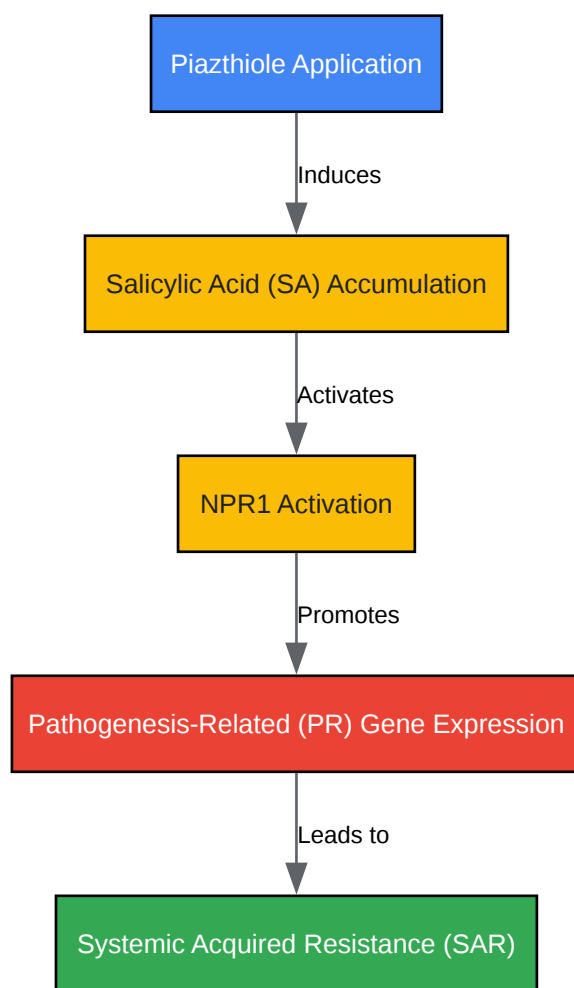 Piazthiole Application
Induces
Salicylic Acid (SA) Accumulation
Activates
NPR1 Activation
Promotes
Pathogenesis-Related (PR) Gene Expression
Leads to
Systemic Acquired Resistance (SAR)